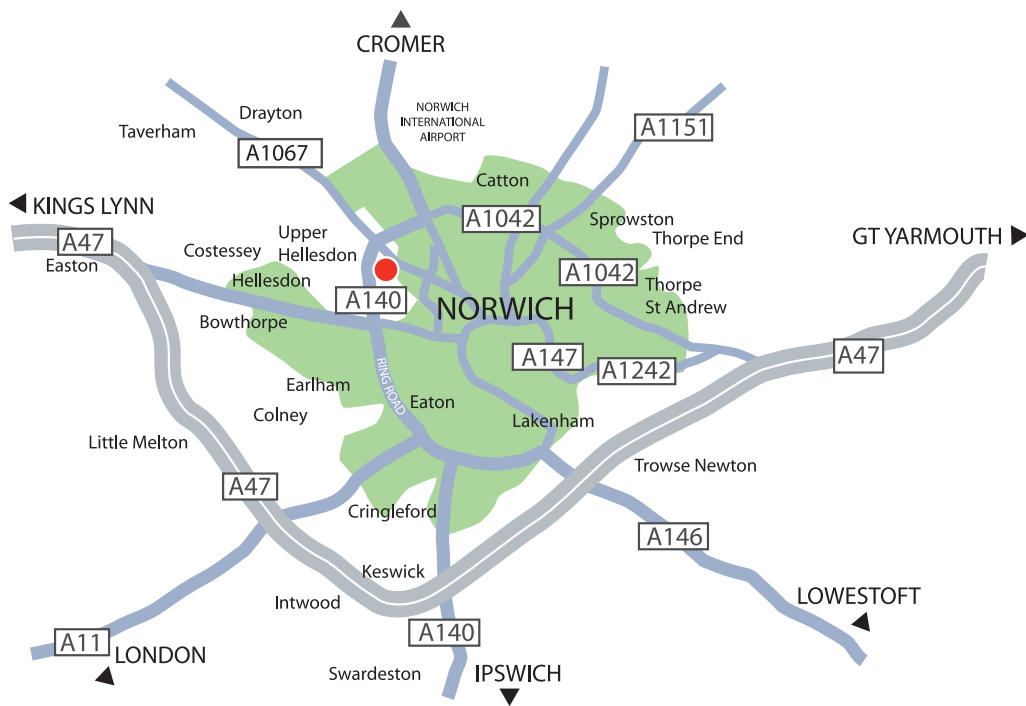 CROMER
NORWICH
INTERNATIONAL
AIRPORT
Drayton
Taverham
A1067
A1151
Catton
KINGS LYNN
A1042
Sprowston
Upper
Hellesdon
Thorpe End
GT YARMOUTH
A47
Costessey
Easton
Hellesdon
A1042
Thorpe
St Andrew
A140
NORWICH
Bowthorpe
A147
A47
A1242
RING ROAD
Earlham
Eaton
Colney
Lakenham
Little Melton
Trowse Newton
A47
Cringleford
A146
Keswick
Intwood
LOWESTOFT
A11
A140
LONDON
Swardeston
IPSWICH